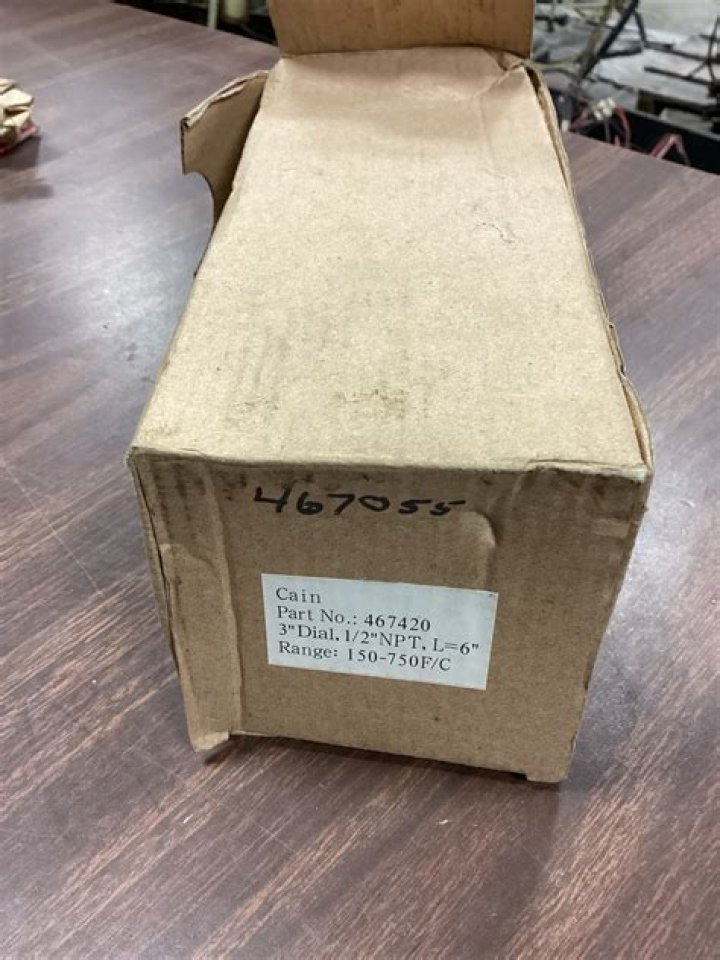 467055
Cain
Part No.: 467420
3"Dial, 1/2"NPT, L=6"
Range: 150-750F/C